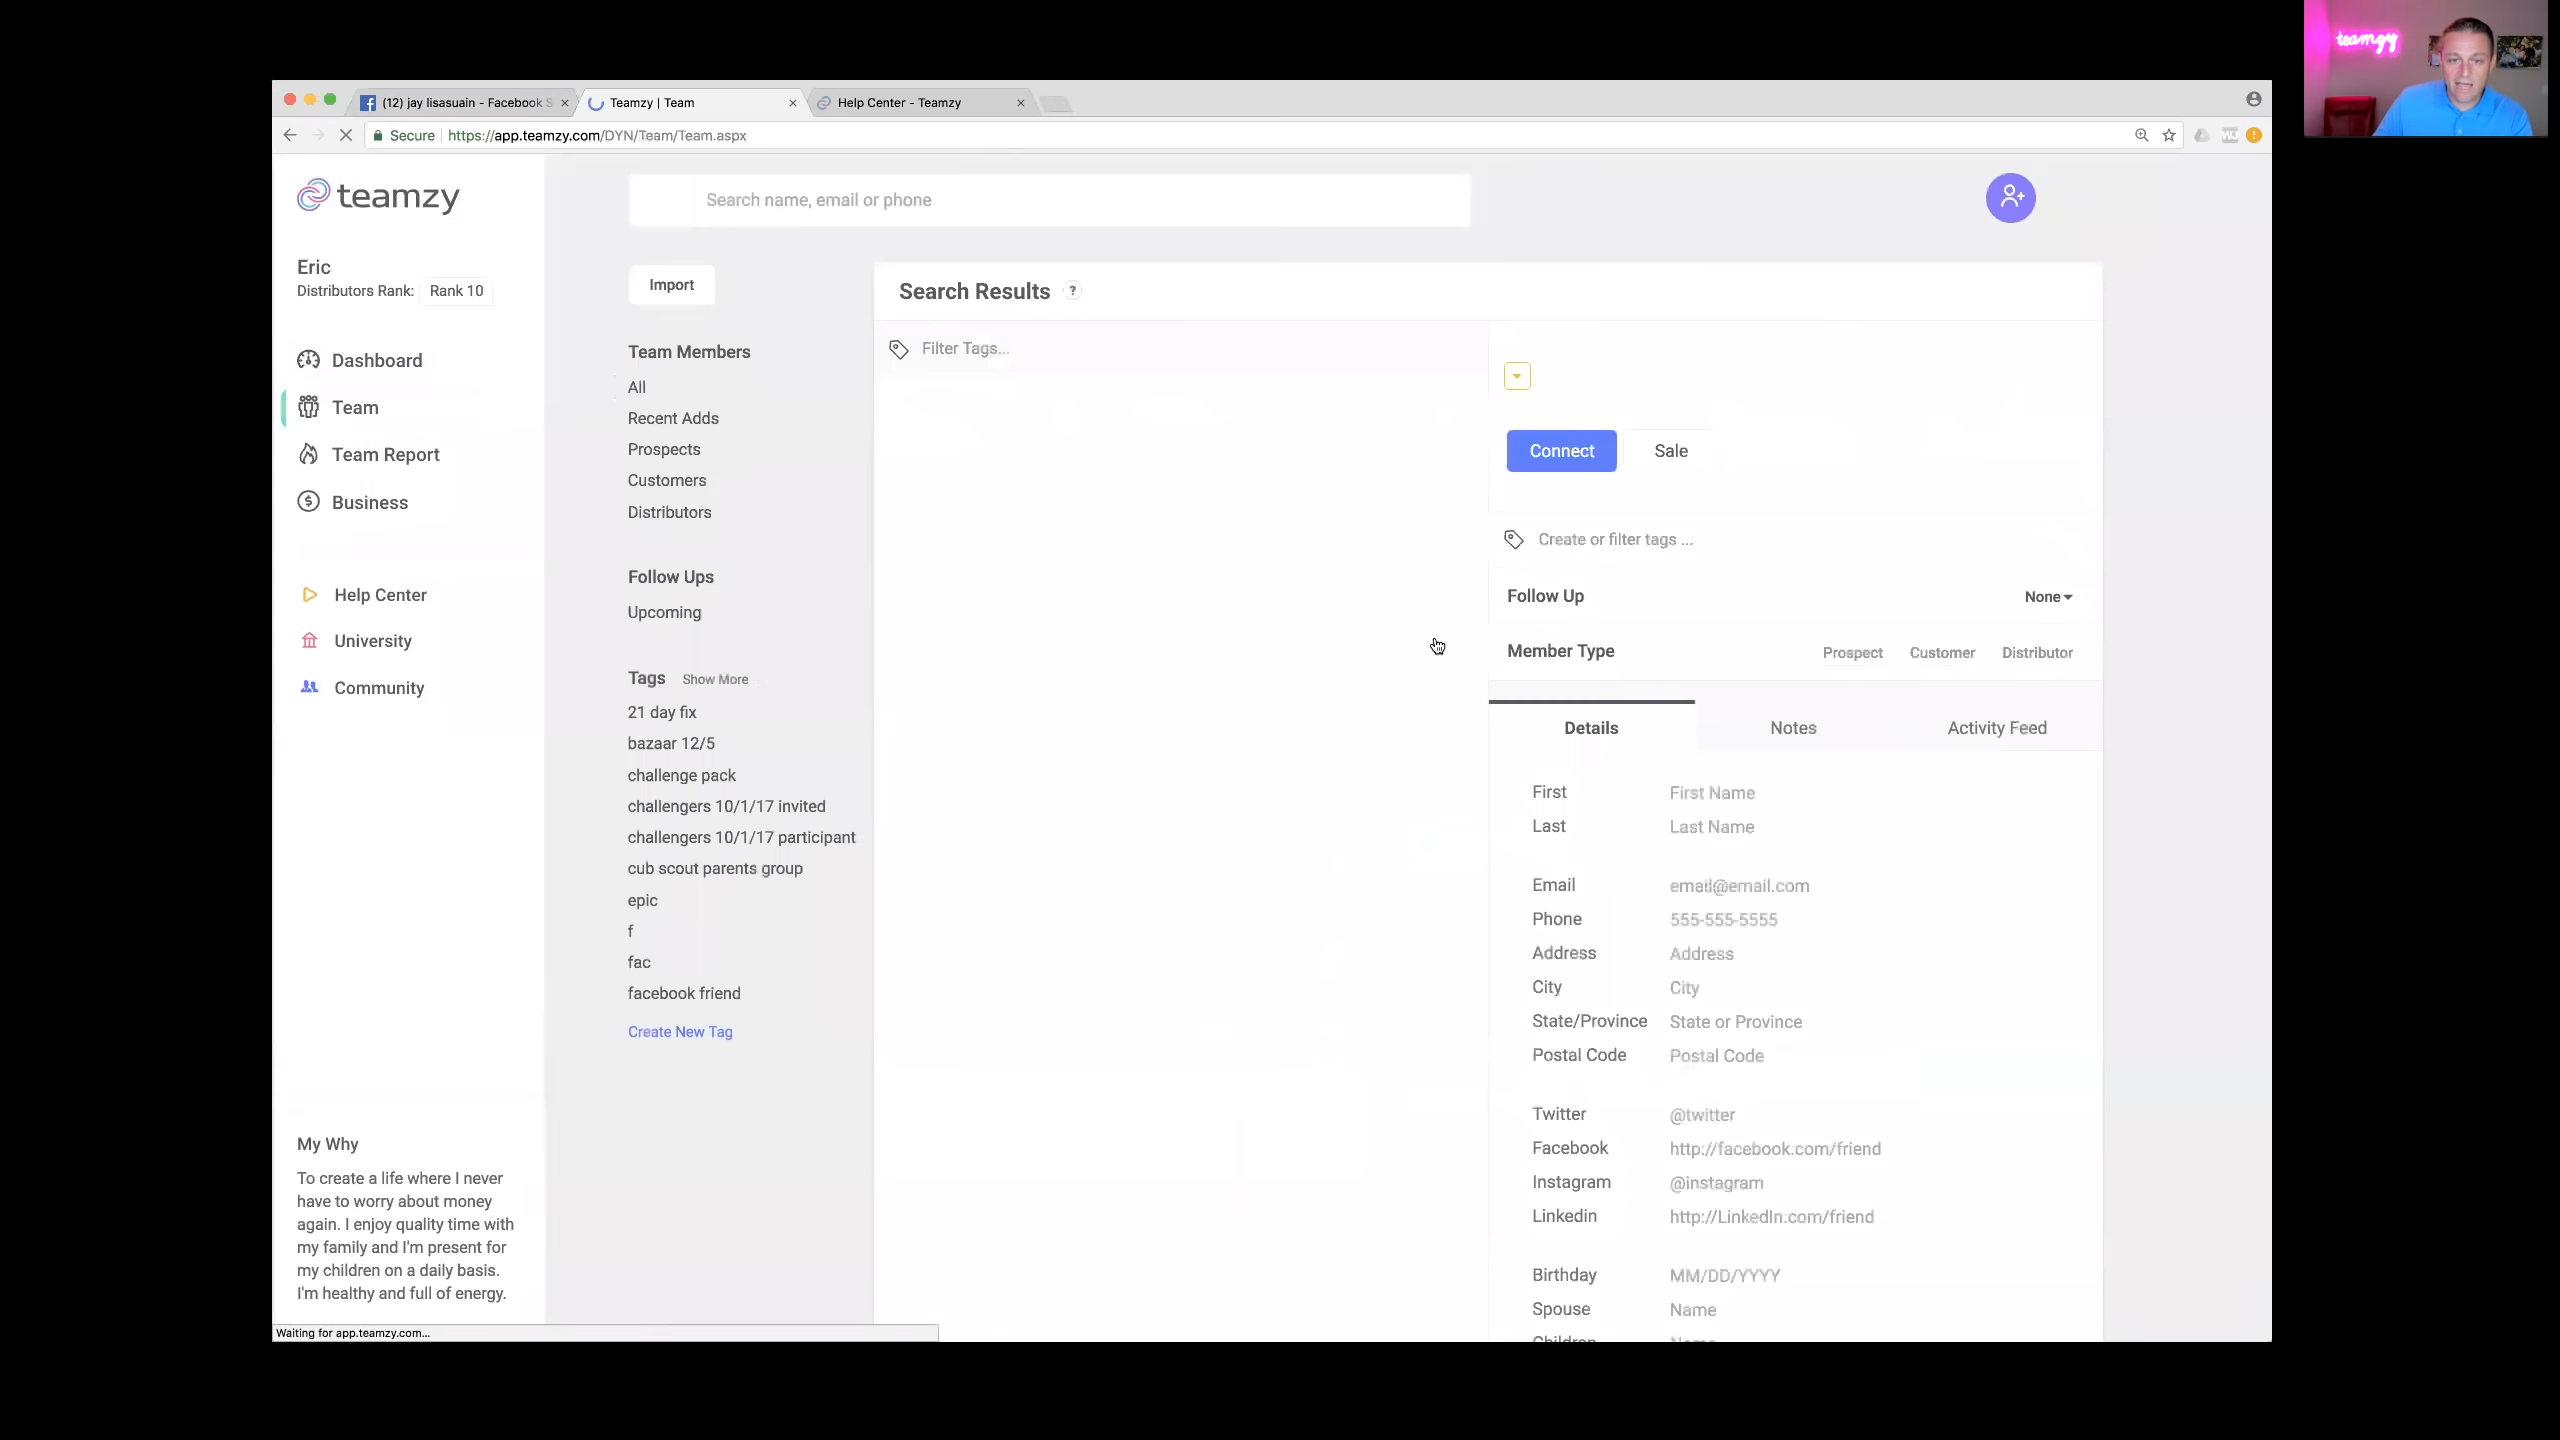 teamzy
(12) jay lisasuain - Facebook S
Teamzy | Team
Help Center - Teamzy
Secure
https://app.teamzy.com/DYN/Team/Team.aspx
teamzy
Search name, email or phone
Eric
Distributors Rank: Rank 10
Dashboard
Team
Team Report
Business
Help Center
University
Community
My Why
To create a life where I never
have to worry about money
again. I enjoy quality time with
my family and I'm present for
my children on a daily basis.
I'm healthy and full of energy.
Import
Team Members
All
Recent Adds
Prospects
Customers
Distributors
Follow Ups
Upcoming
Tags Show More
21 day fix
bazaar 12/5
challenge pack
challengers 10/1/17 invited
challengers 10/1/17 participant
cub scout parents group
epic
f
fac
facebook friend
Create New Tag
Search Results ?
Filter Tags...
Connect Sale
Create or filter tags ...
Follow Up None
Member Type Prospect Customer Distributor
Details Notes Activity Feed
First First Name
Last Last Name
Email email@email.com
Phone 555-555-5555
Address Address
City City
State/Province State or Province
Postal Code Postal Code
Twitter @twitter
Facebook http://facebook.com/friend
Instagram @instagram
Linkedin http://LinkedIn.com/friend
Birthday MM/DD/YYYY
Spouse Name
Children Name
Waiting for app.teamzy.com...